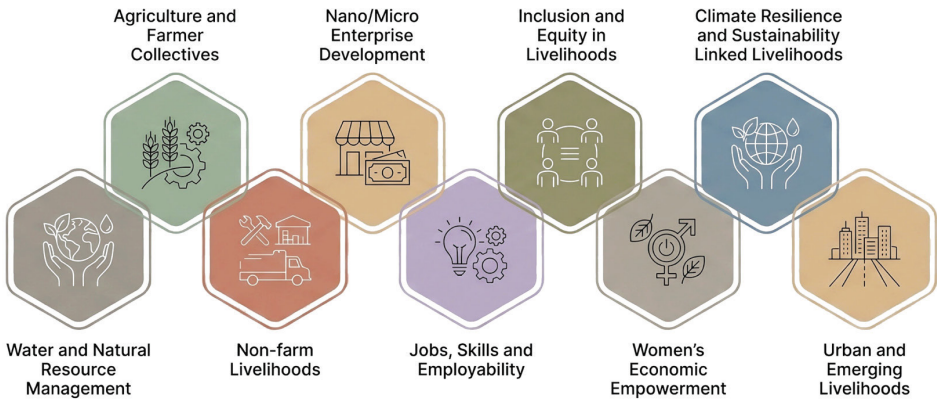 Agriculture and
Farmer
Collectives
Nano/Micro
Enterprise
Development
Inclusion and
Equity in
Livelihoods
Climate Resilience
and Sustainability
Linked Livelihoods
Water and Natural
Resource
Management
Non-farm
Livelihoods
Jobs, Skills and
Employability
Women’s
Economic
Empowerment
Urban and
Emerging
Livelihoods